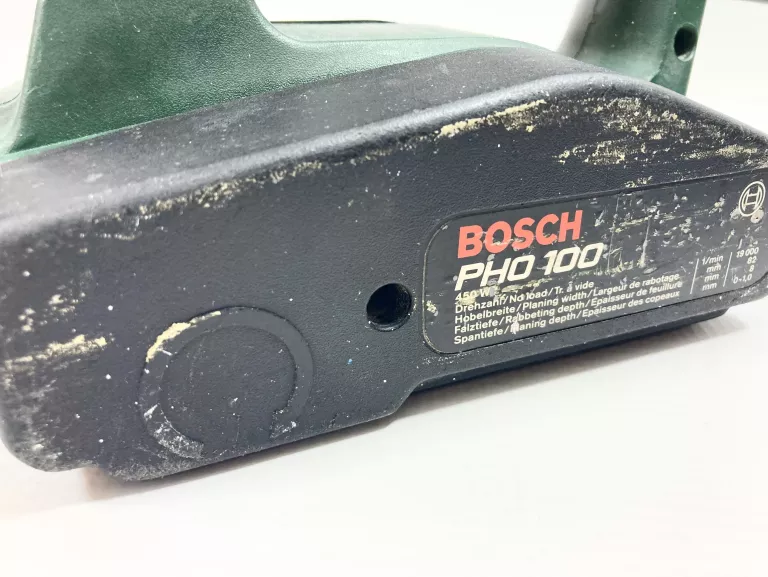 BOSCH
PHO 100
450 W
Drehzahl/No load/Tr. à vide 1/min 19 000
Hobelbreite/Planing width/Largeur de rabotage mm 82
Falztiefe/Rabbeting depth/Epaisseur de feuillure mm 8
Spantiefe/Planing depth/Epaisseur des copeaux mm 0-1,0